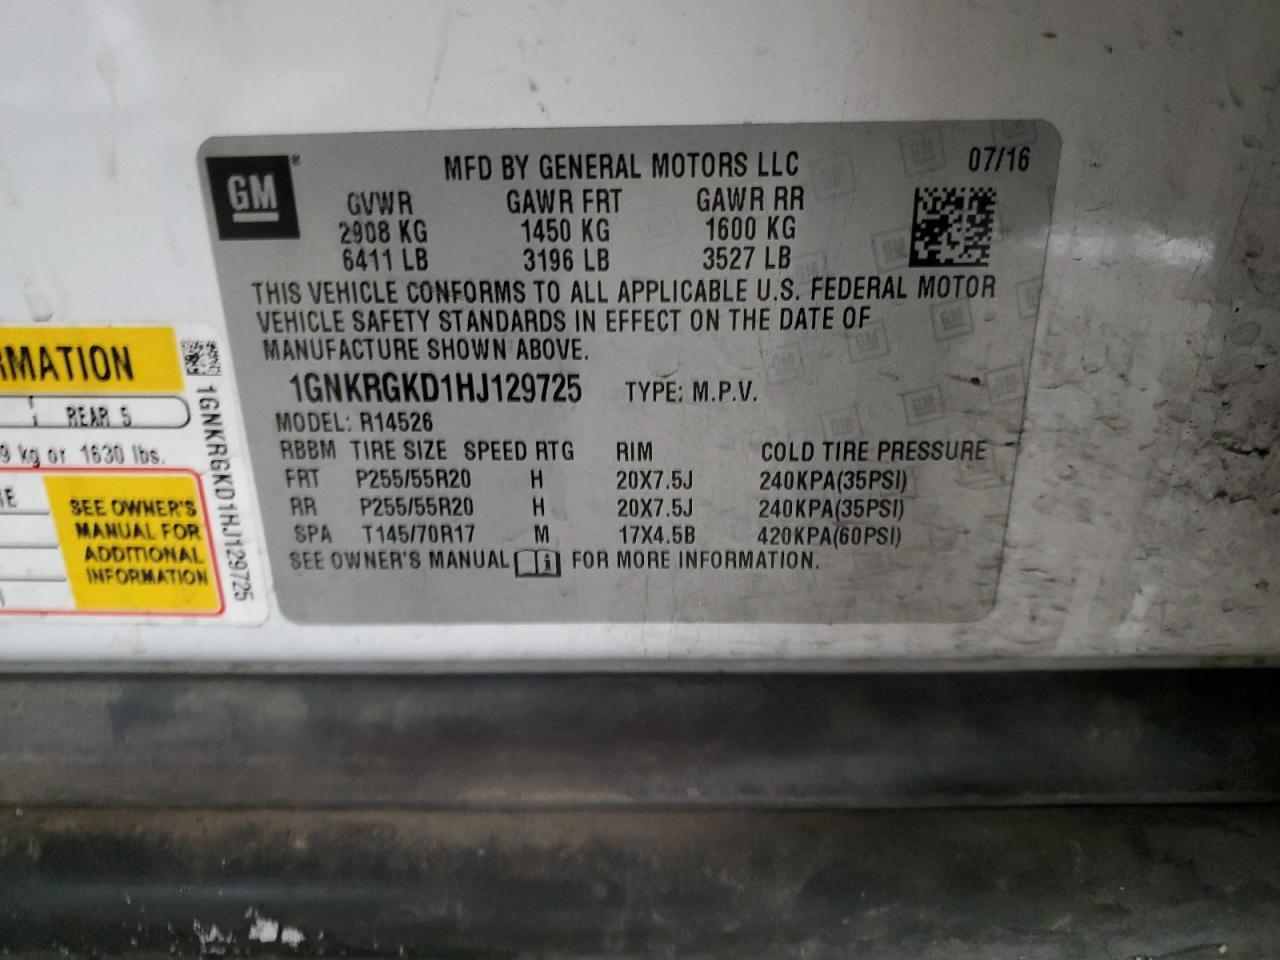 GM ®
MFD BY GENERAL MOTORS LLC 07/16
GVWR GAWR FRT GAWR RR
2908 KG 1450 KG 1600 KG
6411 LB 3196 LB 3527 LB
THIS VEHICLE CONFORMS TO ALL APPLICABLE U.S. FEDERAL MOTOR
VEHICLE SAFETY STANDARDS IN EFFECT ON THE DATE OF
MANUFACTURE SHOWN ABOVE.
1GNKRGKD1HJ129725 TYPE: M.P.V.
MODEL: R14526
RBBM TIRE SIZE SPEED RTG RIM COLD TIRE PRESSURE
FRT P255/55R20 H 20X7.5J 240KPA(35PSI)
RR P255/55R20 H 20X7.5J 240KPA(35PSI)
SPA T145/70R17 M 17X4.5B 420KPA(60PSI)
SEE OWNER'S MANUAL i FOR MORE INFORMATION.
RMATION
REAR 5
9 kg or 1630 lbs.
SEE OWNER'S
MANUAL FOR
ADDITIONAL
INFORMATION
1GNKRGKD1HJ129725